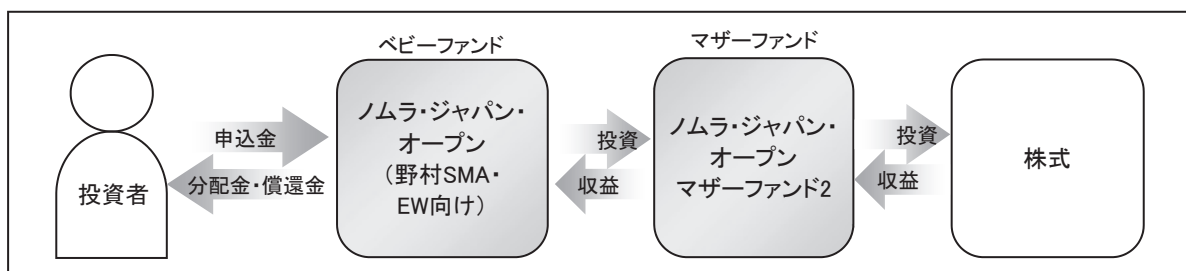 投資者
申込金
分配金・償還金
ベビーファンド
ノムラ・ジャパン・
オープン
(野村SMA・
EW向け)
投資
収益
マザーファンド
ノムラ・ジャパン・
オープン
マザーファンド2
投資
収益
株式